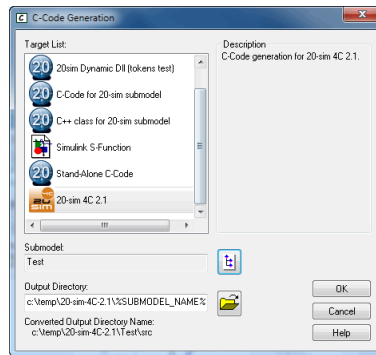 C-Code Generation
Target List:
20sim Dynamic Dll (tokens test)
C-Code for 20-sim submodel
C++ class for 20-sim submodel
Simulink S-Function
Stand-Alone C-Code
20-sim 4C 2.1
Description
C-Code generation for 20-sim 4C 2.1.
Submodel:
Test
Output Directory:
c:\temp\20-sim-4C-2.1\%SUBMODEL_NAME%
Converted Output Directory Name:
c:\temp\20-sim-4C-2.1\Test\src
OK
Cancel
Help